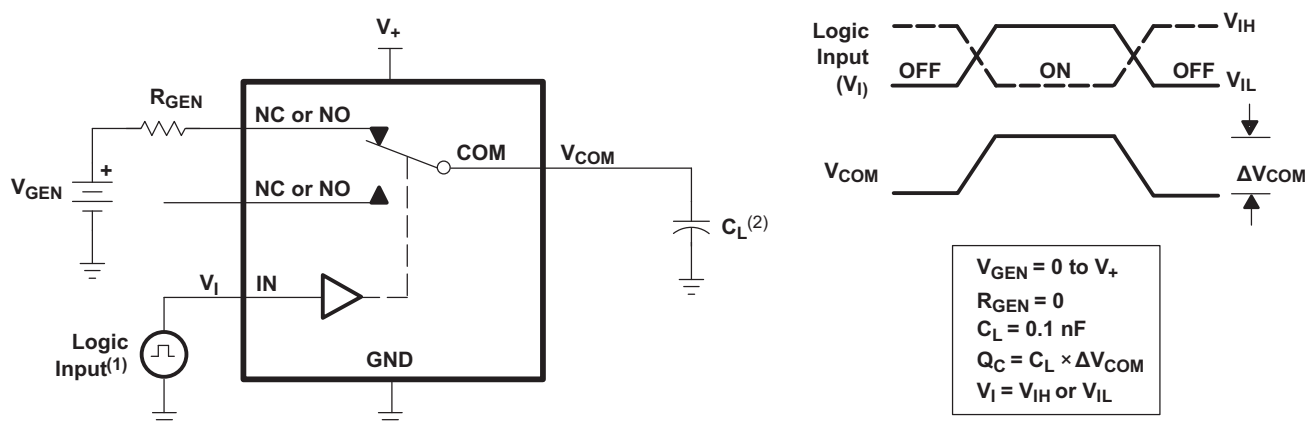 V+
RGEN
NC or NO
COM
VCOM
+
VGEN
NC or NO
CL(2)
VI
IN
Logic
Input(1)
GND
Logic
Input
(VI)
VIH
OFF
ON
OFF
VIL
VCOM
ΔVCOM
VGEN = 0 to V+
RGEN = 0
CL = 0.1 nF
QC = CL × ΔVCOM
VI = VIH or VIL